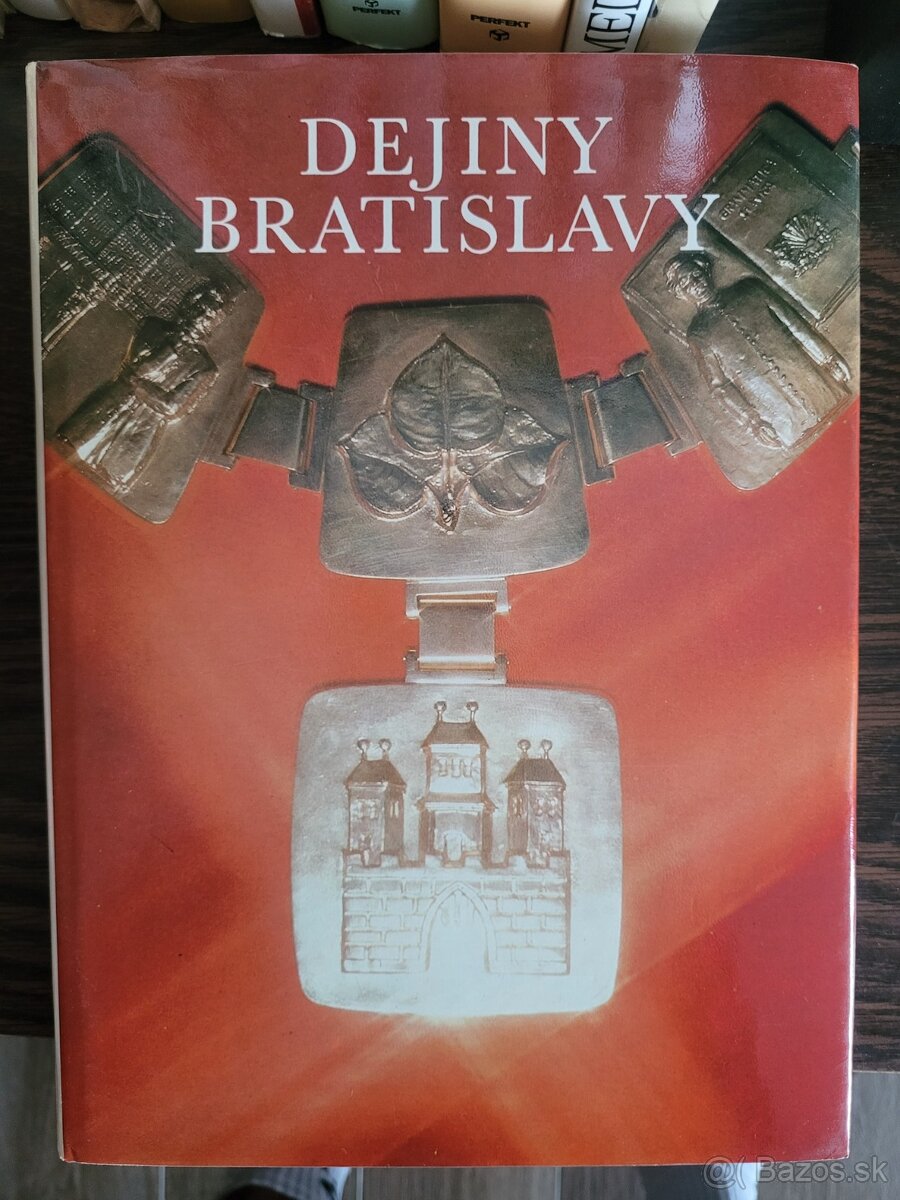 PERFEKT
PERFEKT
DEJINY
BRATISLAVY
@( Bazos.sk